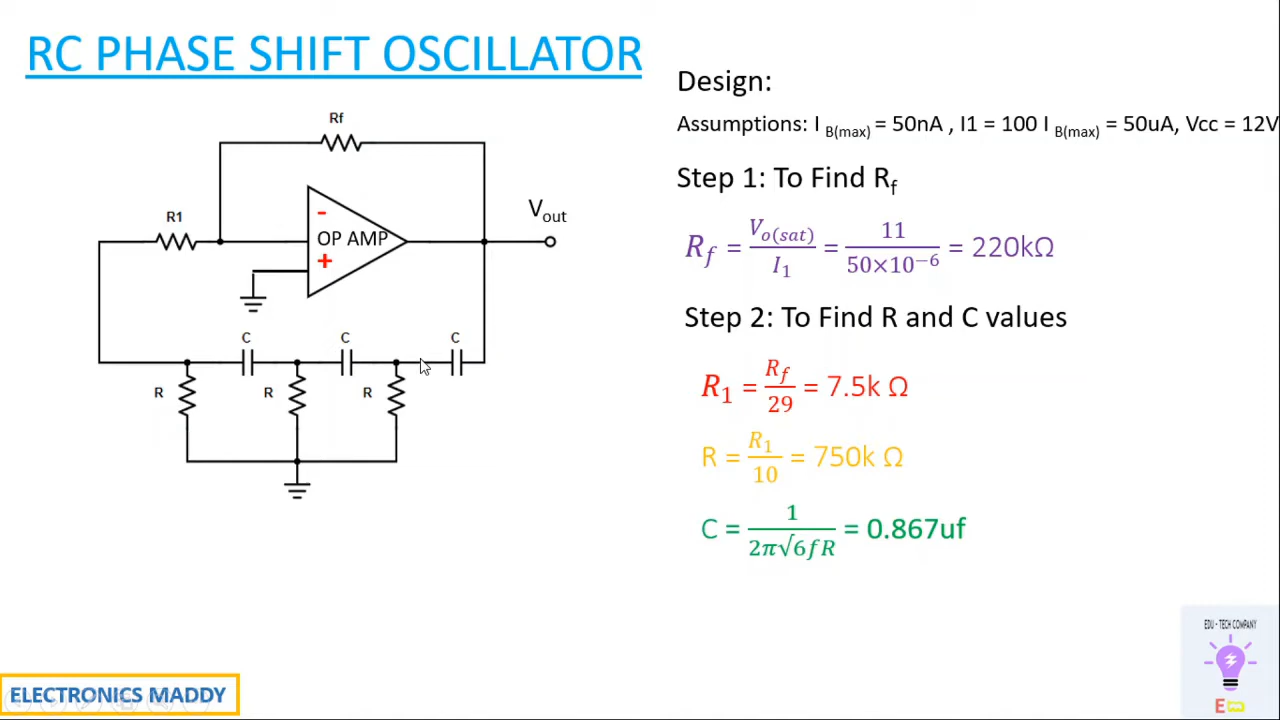 RC PHASE SHIFT OSCILLATOR
Rf
R1
-
OP AMP
+
Vout
C C C
R R R
Design:
Assumptions: I B(max) = 50nA , I1 = 100 I B(max) = 50uA, Vcc = 12V
Step 1: To Find Rf
Rf = Vo(sat)/I1 = 11/50×10⁻⁶ = 220kΩ
Step 2: To Find R and C values
R1 = Rf/29 = 7.5k Ω
R = R1/10 = 750k Ω
C = 1/2π√6fR = 0.867uf
ELECTRONICS MADDY
EDU - TECH COMPANY
Em